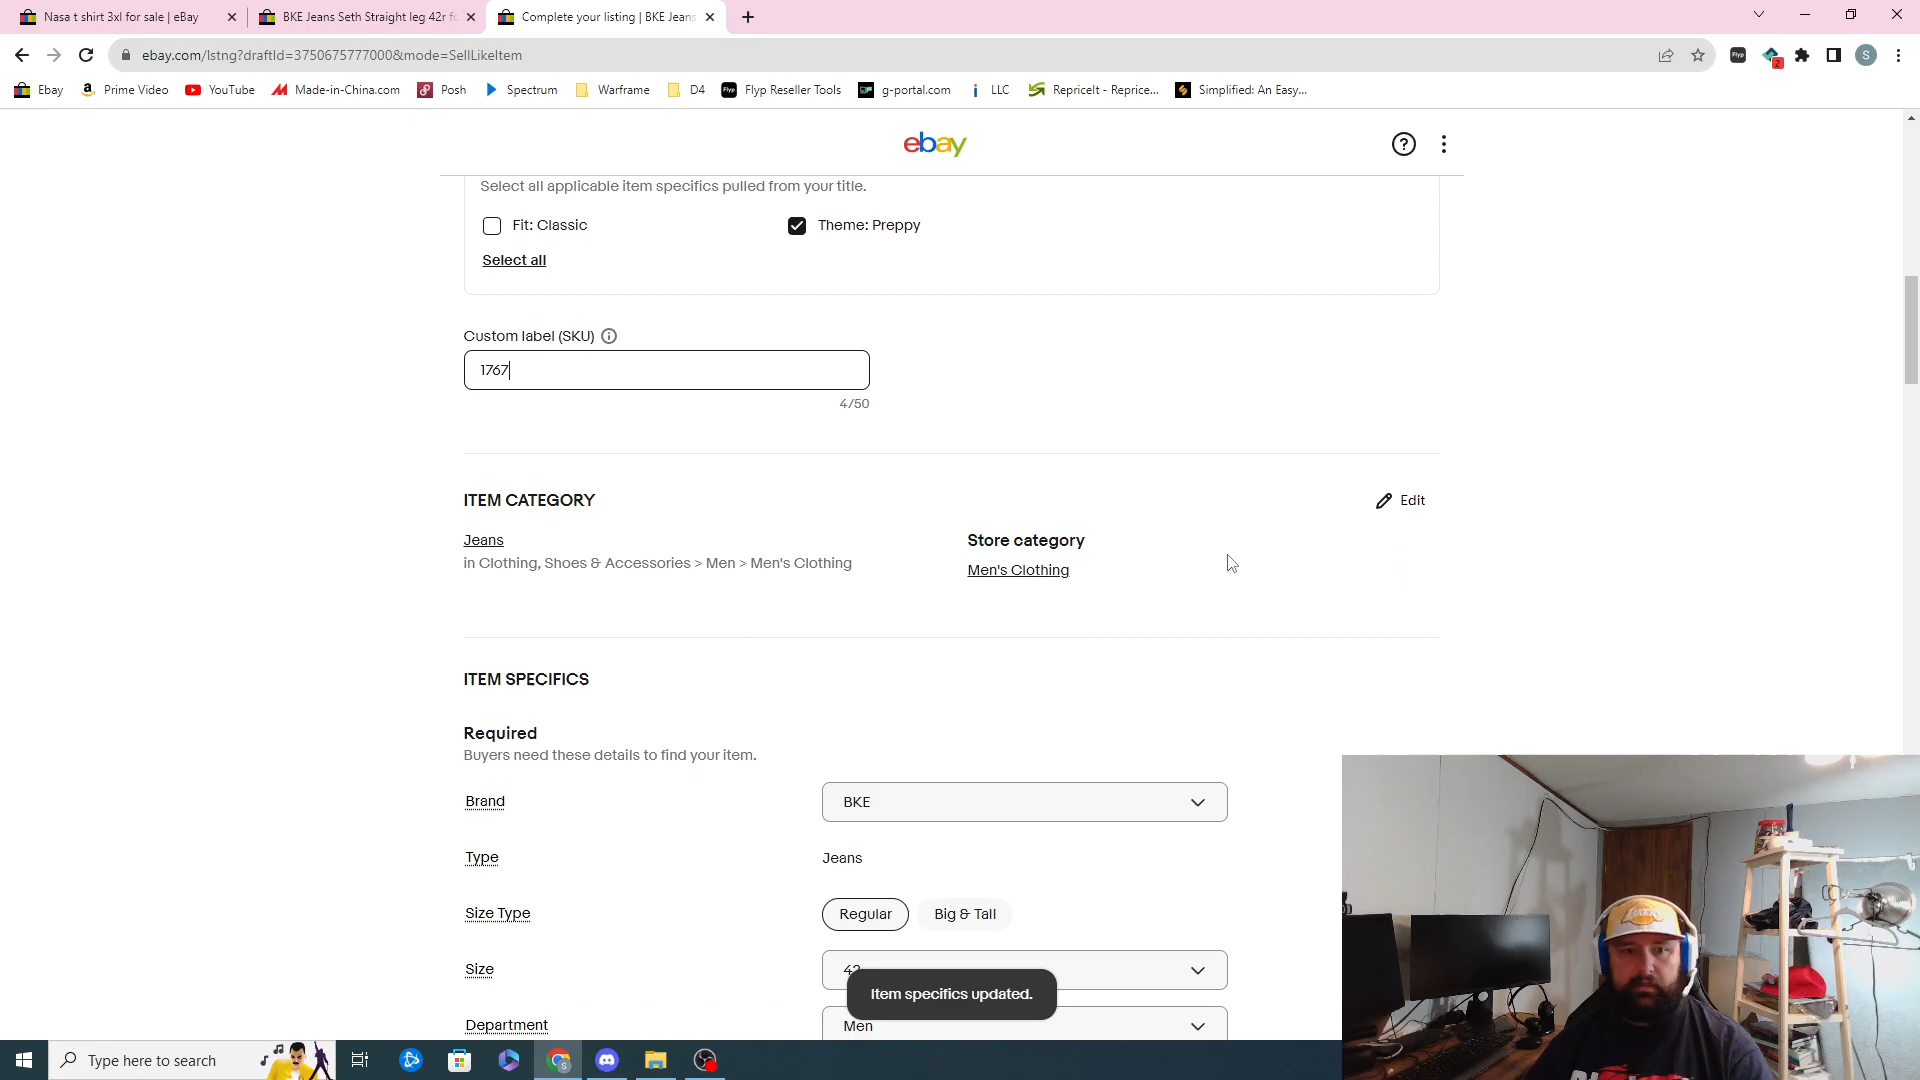 Nasa t shirt 3xl for sale | eBay
BKE Jeans Seth Straight leg 42r fo
Complete your listing | BKE Jeans
ebay.com/lstng?draftId=3750675777000&mode=SellLikeItem
S
Ebay
Prime Video
YouTube
Made-in-China.com
Posh
Spectrum
Warframe
D4
Flyp Reseller Tools
g-portal.com
LLC
RepriceIt - Reprice...
Simplified: An Easy...
ebay
Select all applicable item specifics pulled from your title.
Fit: Classic
Theme: Preppy
Select all
Custom label (SKU)
1767
4/50
ITEM CATEGORY
Edit
Jeans
in Clothing, Shoes & Accessories > Men > Men's Clothing
Store category
Men's Clothing
ITEM SPECIFICS
Required
Buyers need these details to find your item.
Brand
BKE
Type
Jeans
Size Type
Regular
Big & Tall
Size
42
Item specifics updated.
Department
Men
Type here to search